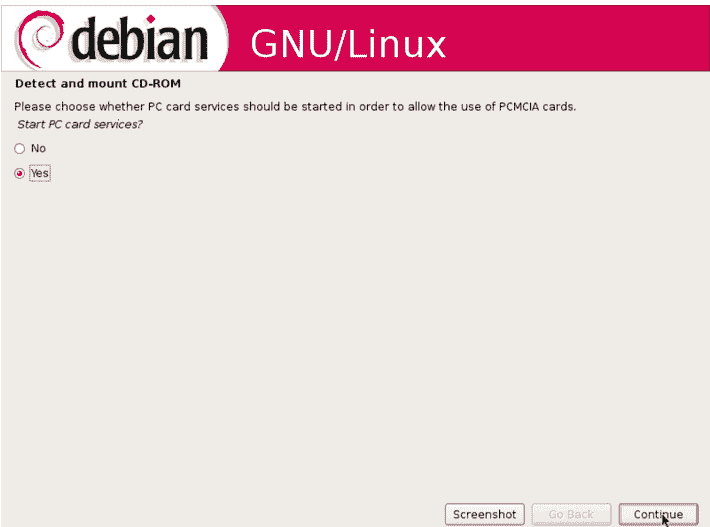 debian GNU/Linux
Detect and mount CD-ROM
Please choose whether PC card services should be started in order to allow the use of PCMCIA cards.
Start PC card services?
No
Yes
Screenshot Go Back Continue